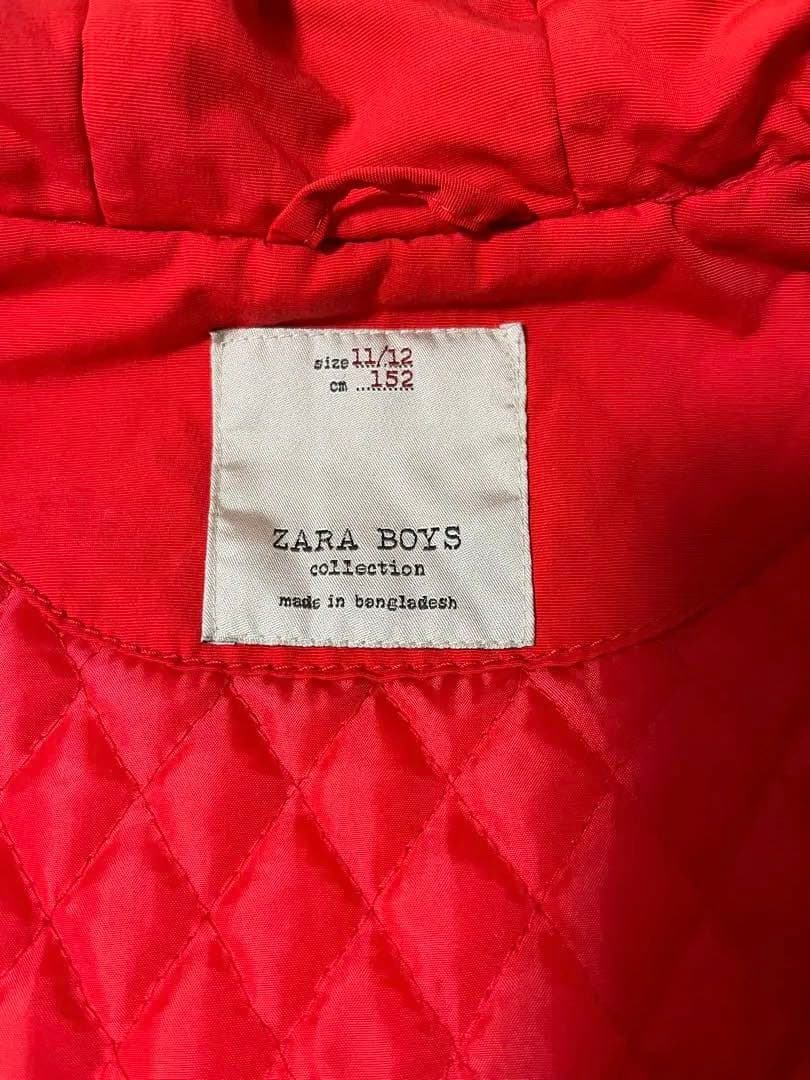 size 11/12
cm ...152
ZARA BOYS
collection
made in bangladesh